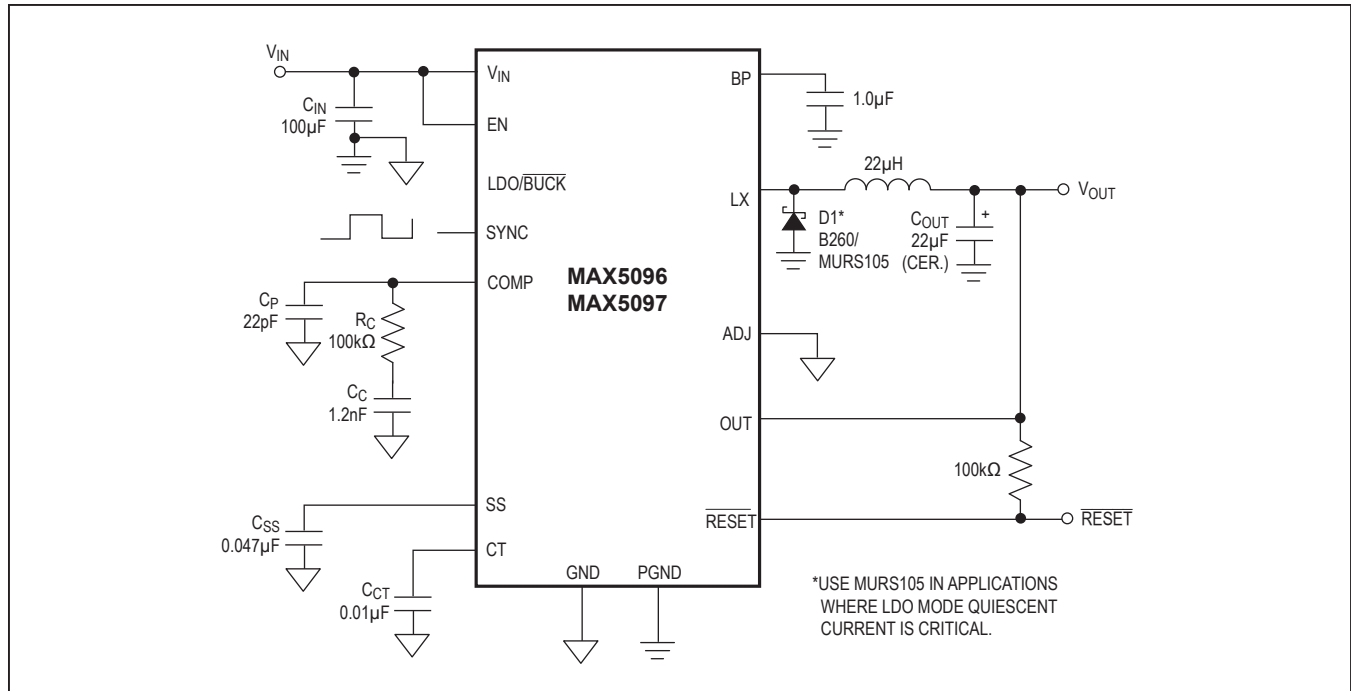 VIN
CIN
100µF
VIN
EN
LDO/BUCK
SYNC
COMP
CP
22pF
RC
100kΩ
CC
1.2nF
SS
CSS
0.047µF
CT
CCT
0.01µF
GND
PGND
MAX5096
MAX5097
BP
1.0µF
22µH
LX
VOUT
D1*
B260/
MURS105
COUT
+
22µF
(CER.)
ADJ
OUT
100kΩ
RESET
RESET
*USE MURS105 IN APPLICATIONS
WHERE LDO MODE QUIESCENT
CURRENT IS CRITICAL.